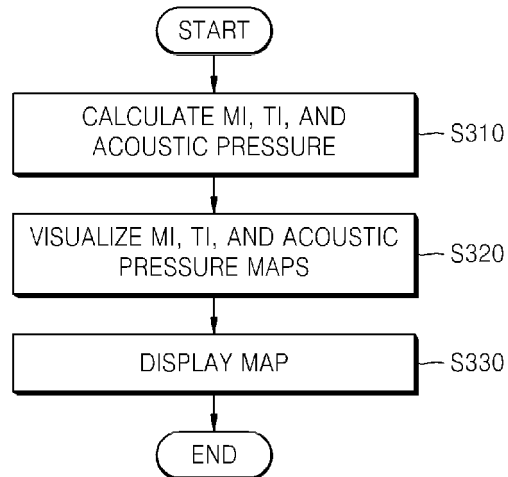 START
CALCULATE MI, TI, AND
ACOUSTIC PRESSURE
S310
VISUALIZE MI, TI, AND ACOUSTIC
PRESSURE MAPS
S320
DISPLAY MAP
S330
END